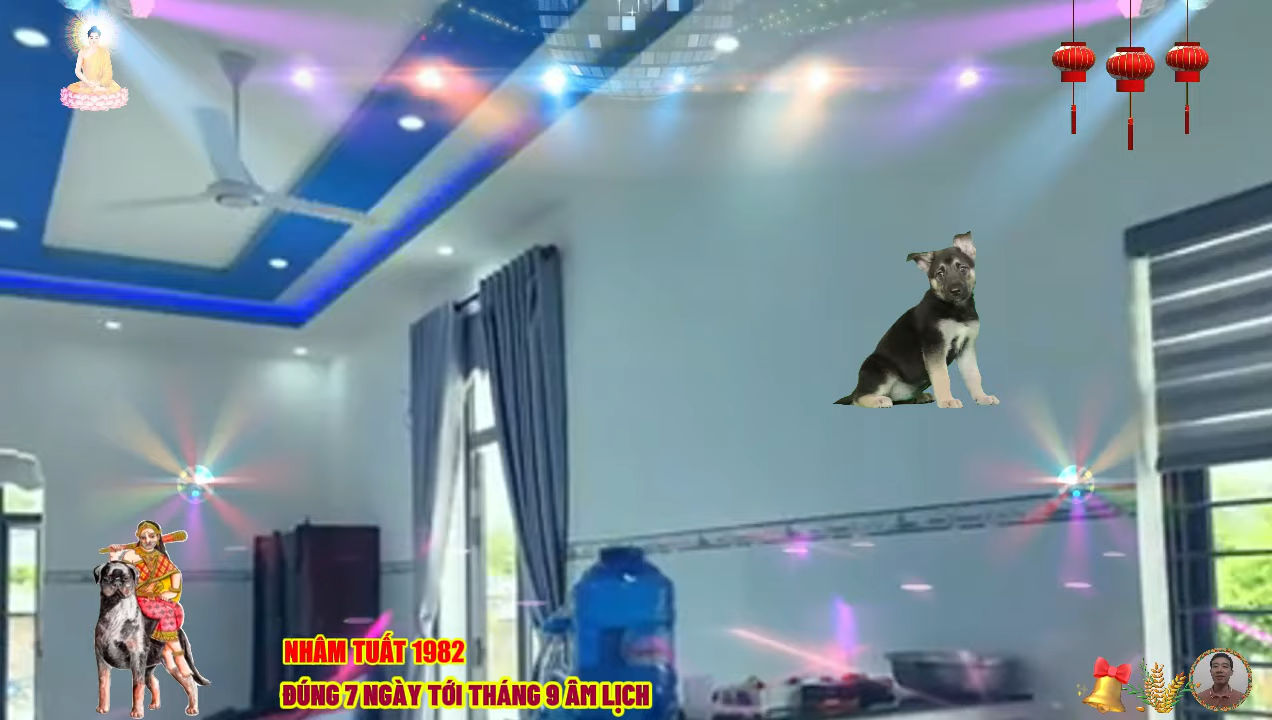 NHÂM TUẤT 1982
ĐÚNG 7 NGÀY TỚI THÁNG 9 ÂM LỊCH